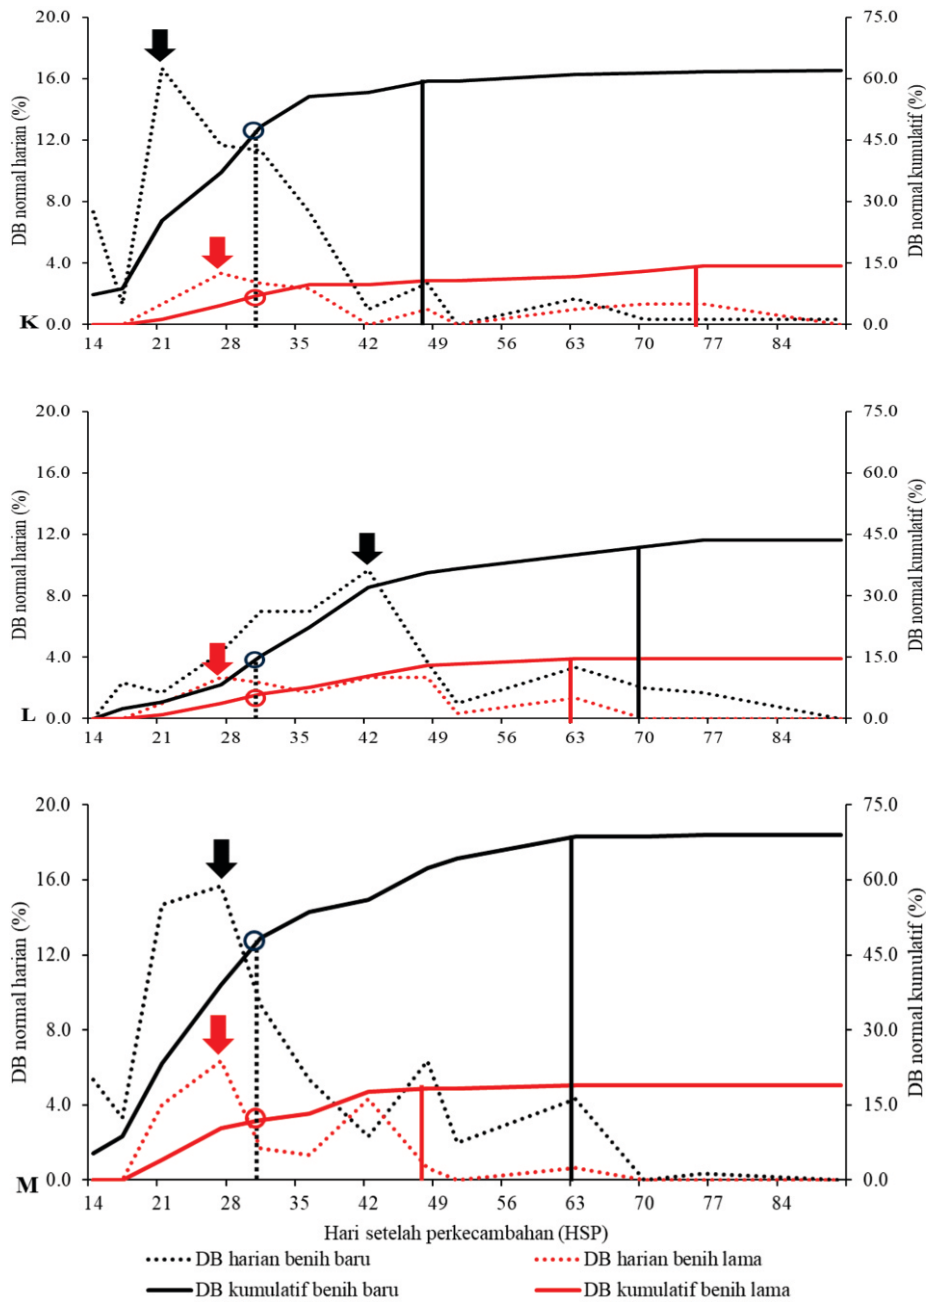 DB normal harian (%)
20.0
16.0
12.0
8.0
4.0
0.0
K
14 21 28 35 42 49 56 63 70 77 84
75.0
60.0
45.0
30.0
15.0
0.0
DB normal kumulatif (%)
DB normal harian (%)
20.0
16.0
12.0
8.0
4.0
0.0
L
14 21 28 35 42 49 56 63 70 77 84
75.0
60.0
45.0
30.0
15.0
0.0
DB normal kumulatif (%)
DB normal harian (%)
20.0
16.0
12.0
8.0
4.0
0.0
M
14 21 28 35 42 49 56 63 70 77 84
75.0
60.0
45.0
30.0
15.0
0.0
DB normal kumulatif (%)
Hari setelah perkecambahan (HSP)
DB harian benih baru DB harian benih lama
DB kumulatif benih baru DB kumulatif benih lama